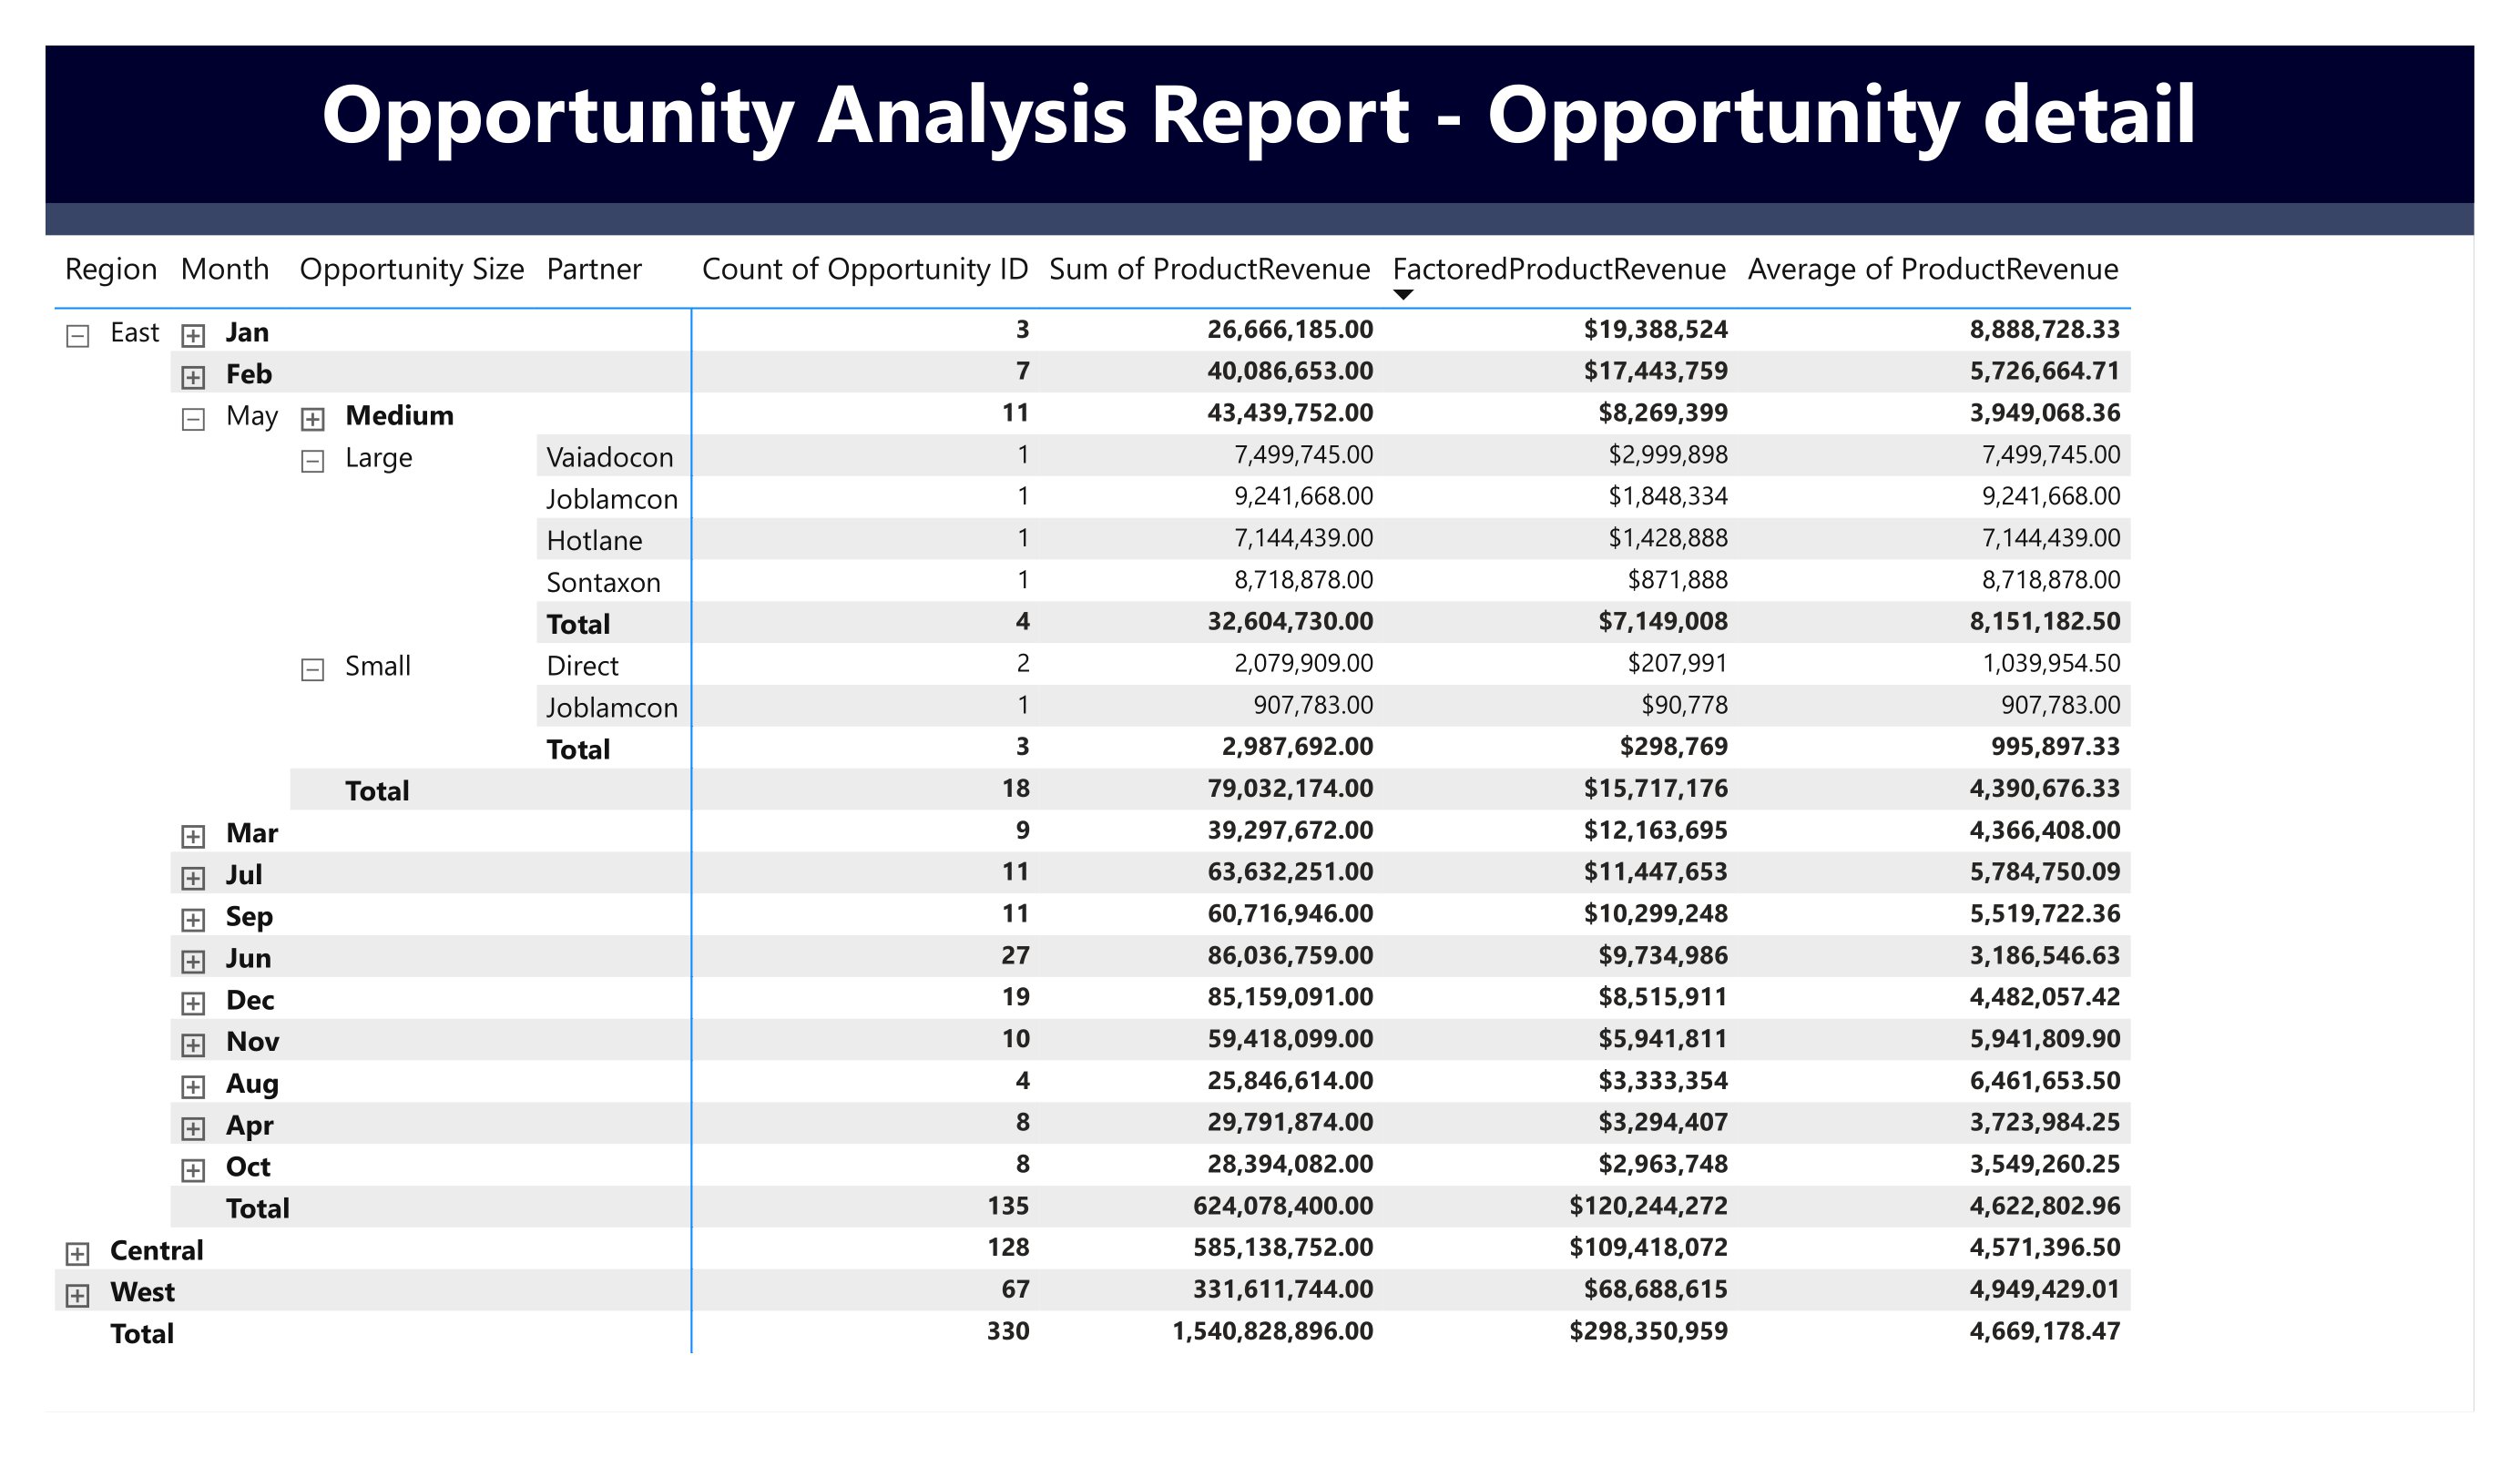 Opportunity Analysis Report - Opportunity detail
Region Month Opportunity Size Partner Count of Opportunity ID Sum of ProductRevenue FactoredProductRevenue Average of ProductRevenue
East Jan 3 26,666,185.00 $19,388,524 8,888,728.33
Feb 7 40,086,653.00 $17,443,759 5,726,664.71
May Medium 11 43,439,752.00 $8,269,399 3,949,068.36
Large Vaiadocon 1 7,499,745.00 $2,999,898 7,499,745.00
Joblamcon 1 9,241,668.00 $1,848,334 9,241,668.00
Hotlane 1 7,144,439.00 $1,428,888 7,144,439.00
Sontaxon 1 8,718,878.00 $871,888 8,718,878.00
Total 4 32,604,730.00 $7,149,008 8,151,182.50
Small Direct 2 2,079,909.00 $207,991 1,039,954.50
Joblamcon 1 907,783.00 $90,778 907,783.00
Total 3 2,987,692.00 $298,769 995,897.33
Total 18 79,032,174.00 $15,717,176 4,390,676.33
Mar 9 39,297,672.00 $12,163,695 4,366,408.00
Jul 11 63,632,251.00 $11,447,653 5,784,750.09
Sep 11 60,716,946.00 $10,299,248 5,519,722.36
Jun 27 86,036,759.00 $9,734,986 3,186,546.63
Dec 19 85,159,091.00 $8,515,911 4,482,057.42
Nov 10 59,418,099.00 $5,941,811 5,941,809.90
Aug 4 25,846,614.00 $3,333,354 6,461,653.50
Apr 8 29,791,874.00 $3,294,407 3,723,984.25
Oct 8 28,394,082.00 $2,963,748 3,549,260.25
Total 135 624,078,400.00 $120,244,272 4,622,802.96
Central 128 585,138,752.00 $109,418,072 4,571,396.50
West 67 331,611,744.00 $68,688,615 4,949,429.01
Total 330 1,540,828,896.00 $298,350,959 4,669,178.47